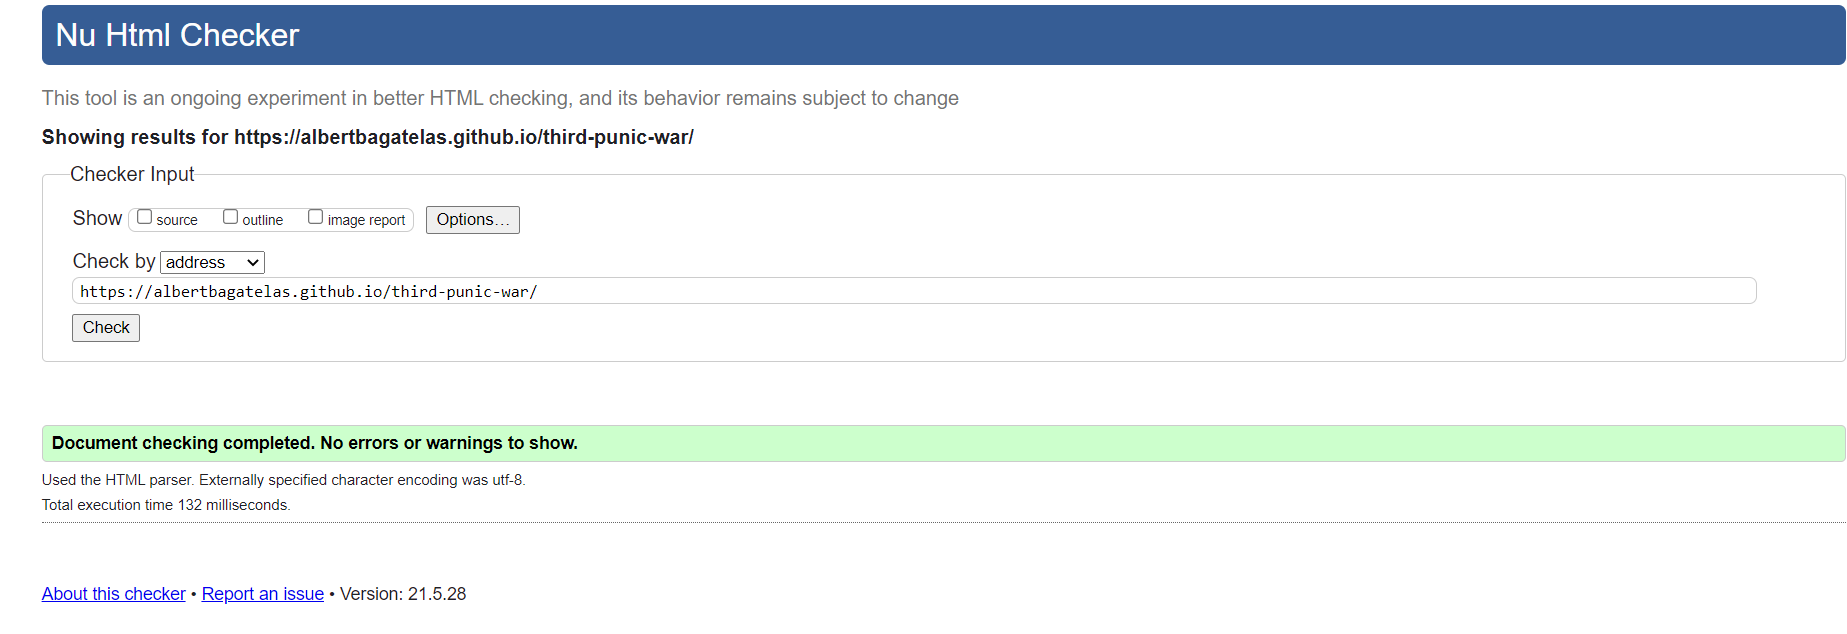 Nu Html Checker
This tool is an ongoing experiment in better HTML checking, and its behavior remains subject to change
Showing results for https://albertbagatelas.github.io/third-punic-war/
Checker Input
Show source outline image report Options...
Check by address
https://albertbagatelas.github.io/third-punic-war/
Check
Document checking completed. No errors or warnings to show.
Used the HTML parser. Externally specified character encoding was utf-8.
Total execution time 132 milliseconds.
About this checker • Report an issue • Version: 21.5.28